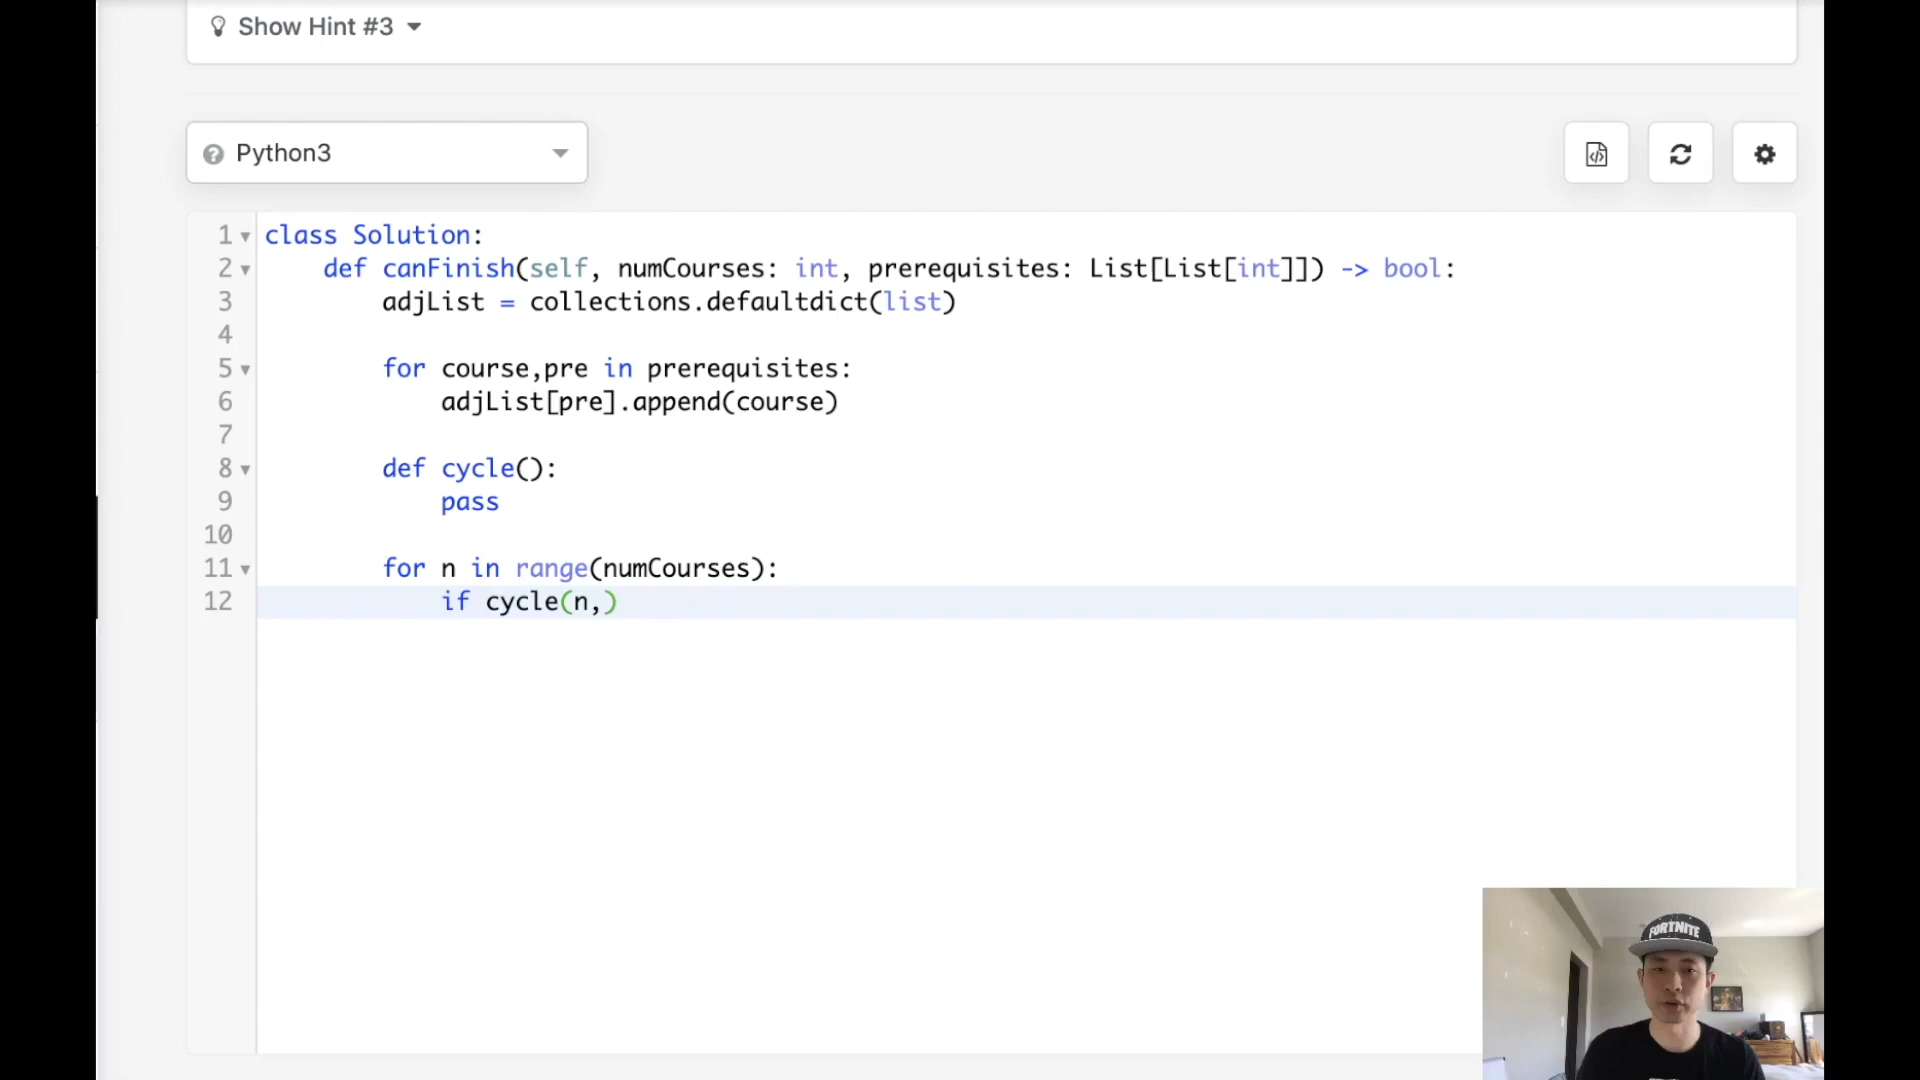 Show Hint #3
Python3
1 class Solution:
2 def canFinish(self, numCourses: int, prerequisites: List[List[int]]) -> bool:
3 adjList = collections.defaultdict(list)
4
5 for course,pre in prerequisites:
6 adjList[pre].append(course)
7
8 def cycle():
9 pass
10
11 for n in range(numCourses):
12 if cycle(n,)
FORTNITE